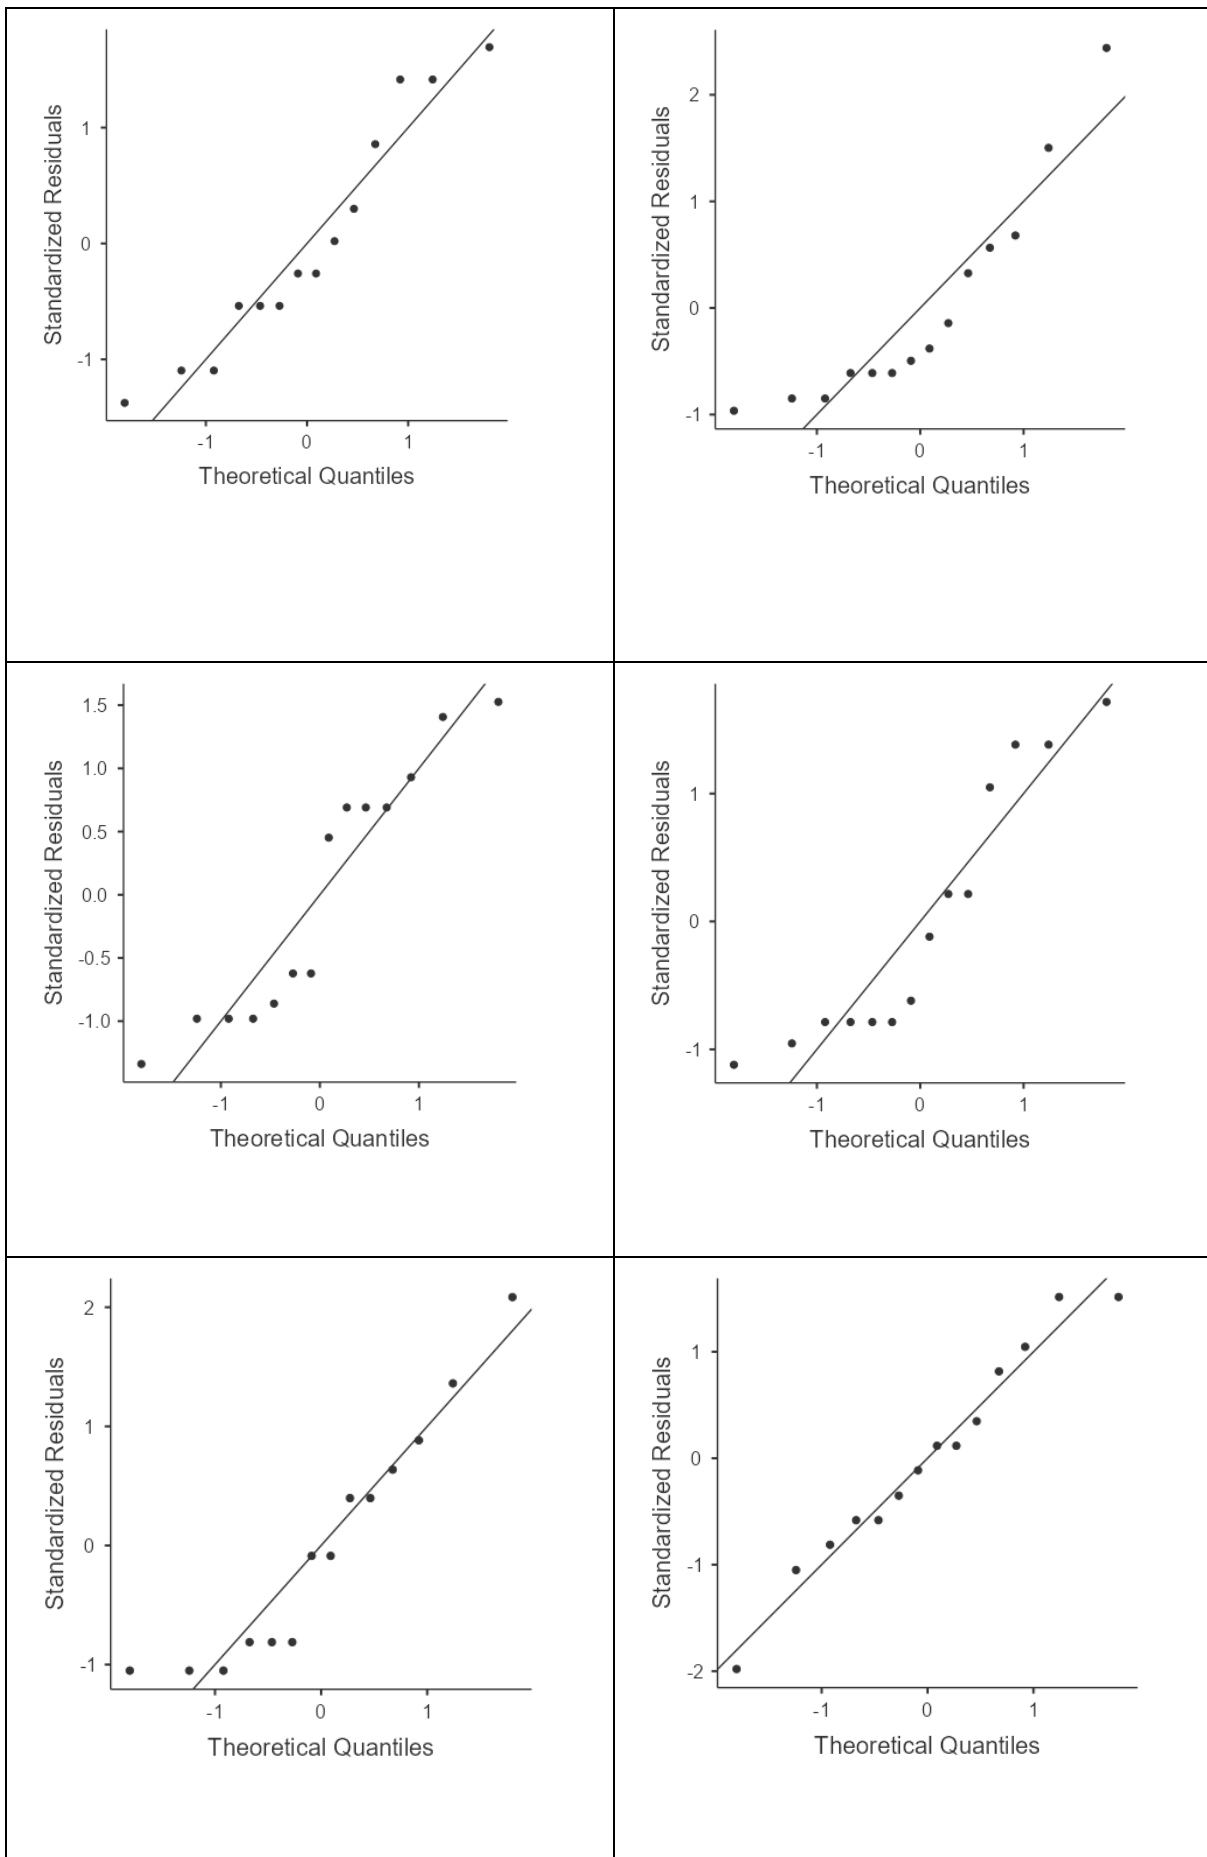 Standardized Residuals
1
0
-1
-1 0 1
Theoretical Quantiles
Standardized Residuals
2
1
0
-1
-1 0 1
Theoretical Quantiles
Standardized Residuals
1.5
1.0
0.5
0.0
-0.5
-1.0
-1 0 1
Theoretical Quantiles
Standardized Residuals
1
0
-1
-1 0 1
Theoretical Quantiles
Standardized Residuals
2
1
0
-1
-1 0 1
Theoretical Quantiles
Standardized Residuals
1
0
-1
-2
-1 0 1
Theoretical Quantiles